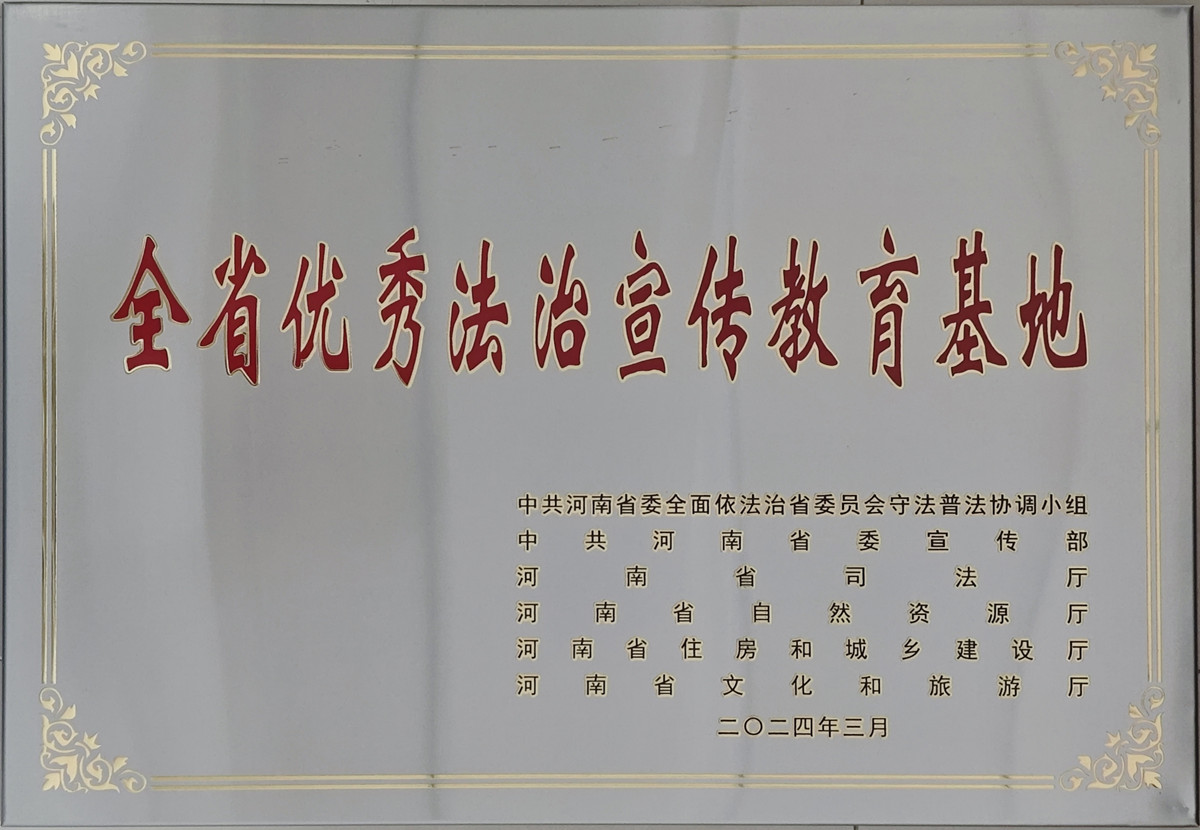 全省优秀法治宣传教育基地
中共河南省委全面依法治省委员会守法普法协调小组
中共河南省委宣传部
河南省司法厅
河南省自然资源厅
河南省住房和城乡建设厅
河南省文化和旅游厅
二〇二四年三月